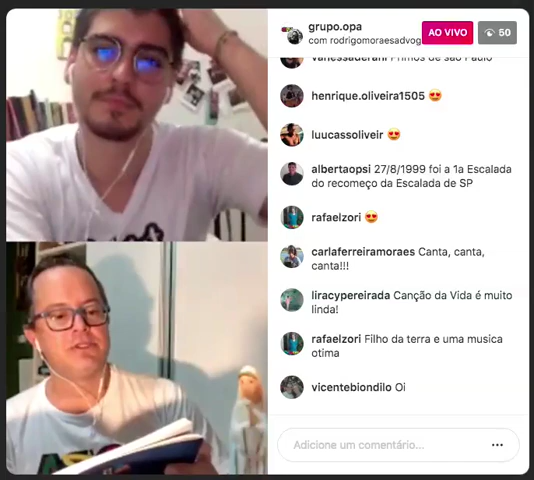 grupo.opa
com rodrigomoraesadvog
AO VIVO
50
vanessaderani Primos de são Paulo
henrique.oliveira1505 😍
luucassoliveir 😍
albertaopsi 27/8/1999 foi a 1a Escalada
do recomeço da Escalada de SP
rafaelzori 😍
carlaferreiramoraes Canta, canta,
canta!!!
liracypereirada Canção da Vida é muito
linda!
rafaelzori Filho da terra e uma musica
otima
vicentebiondilo Oi
Adicione um comentário...